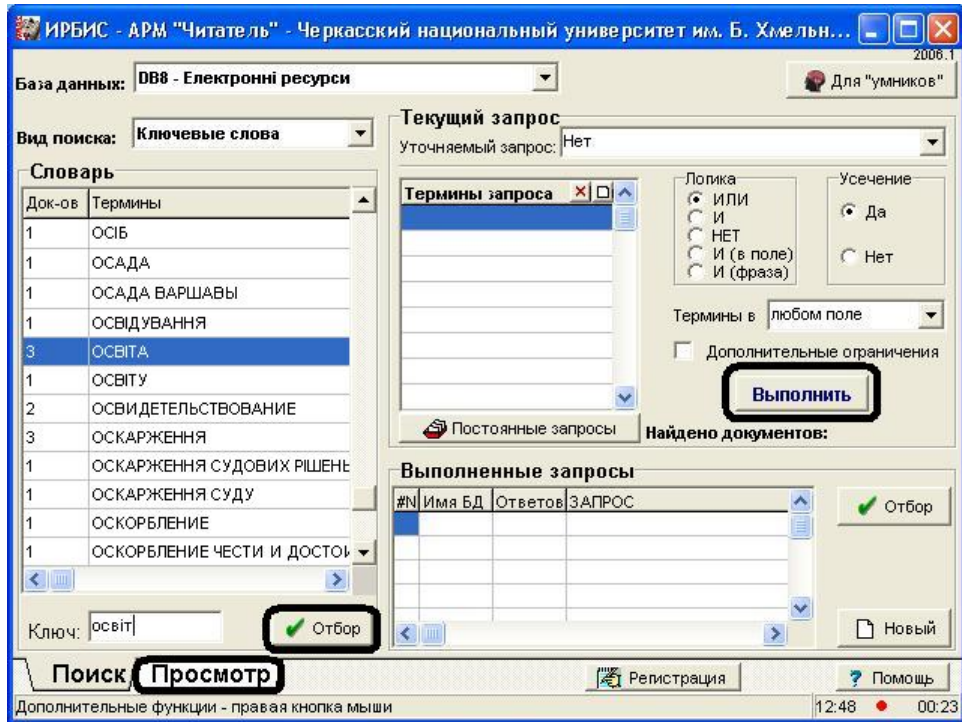 ИРБИС - АРМ "Читатель" - Черкасский национальный университет им. Б. Хмельн...
2006.1
База данных: DB8 - Електронні ресурси
Для "умников"
Вид поиска: Ключевые слова
Словарь
Док-ов Термины
1 ОСІБ
1 ОСАДА
1 ОСАДА ВАРШАВЫ
1 ОСВІДУВАННЯ
3 ОСВІТА
1 ОСВІТУ
2 ОСВИДЕТЕЛЬСТВОВАНИЕ
3 ОСКАРЖЕННЯ
1 ОСКАРЖЕННЯ СУДОВИХ РІШЕНЬ
1 ОСКАРЖЕННЯ СУДУ
1 ОСКОРБЛЕНИЕ
1 ОСКОРБЛЕНИЕ ЧЕСТИ И ДОСТОИ
Ключ: освіт
Отбор
Текущий запрос
Уточняемый запрос: Нет
Термины запроса
Логика
ИЛИ
И
НЕТ
И (в поле)
И (фраза)
Усечение
Да
Нет
Термины в любом поле
Дополнительные ограничения
Выполнить
Постоянные запросы
Найдено документов:
Выполненные запросы
#N Имя БД Ответов ЗАПРОС
Отбор
Новый
Поиск Просмотр
Регистрация
Помощь
Дополнительные функции - правая кнопка мыши
12:48 00:23